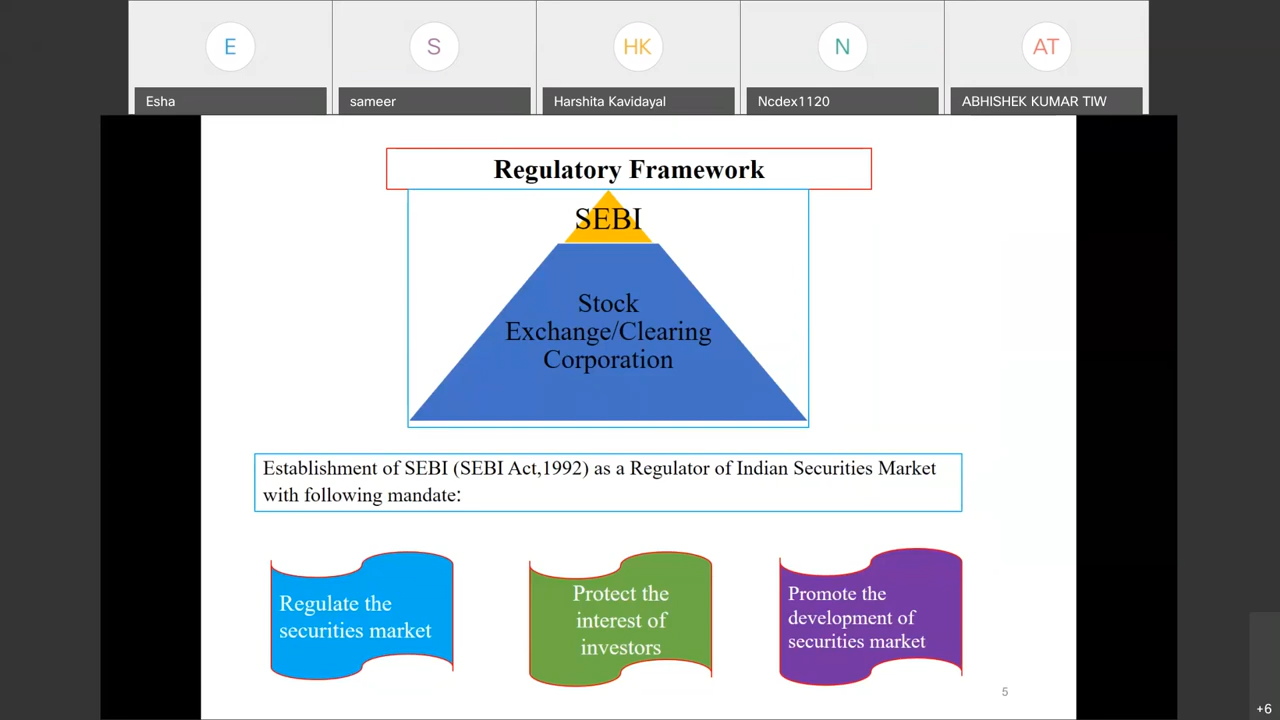 E
S
HK
N
AT
Esha
sameer
Harshita Kavidayal
Ncdex1120
ABHISHEK KUMAR TIW
Regulatory Framework
SEBI
Stock
Exchange/Clearing
Corporation
Establishment of SEBI (SEBI Act,1992) as a Regulator of Indian Securities Market
with following mandate:
Regulate the
securities market
Protect the
interest of
investors
Promote the
development of
securities market
5
+6